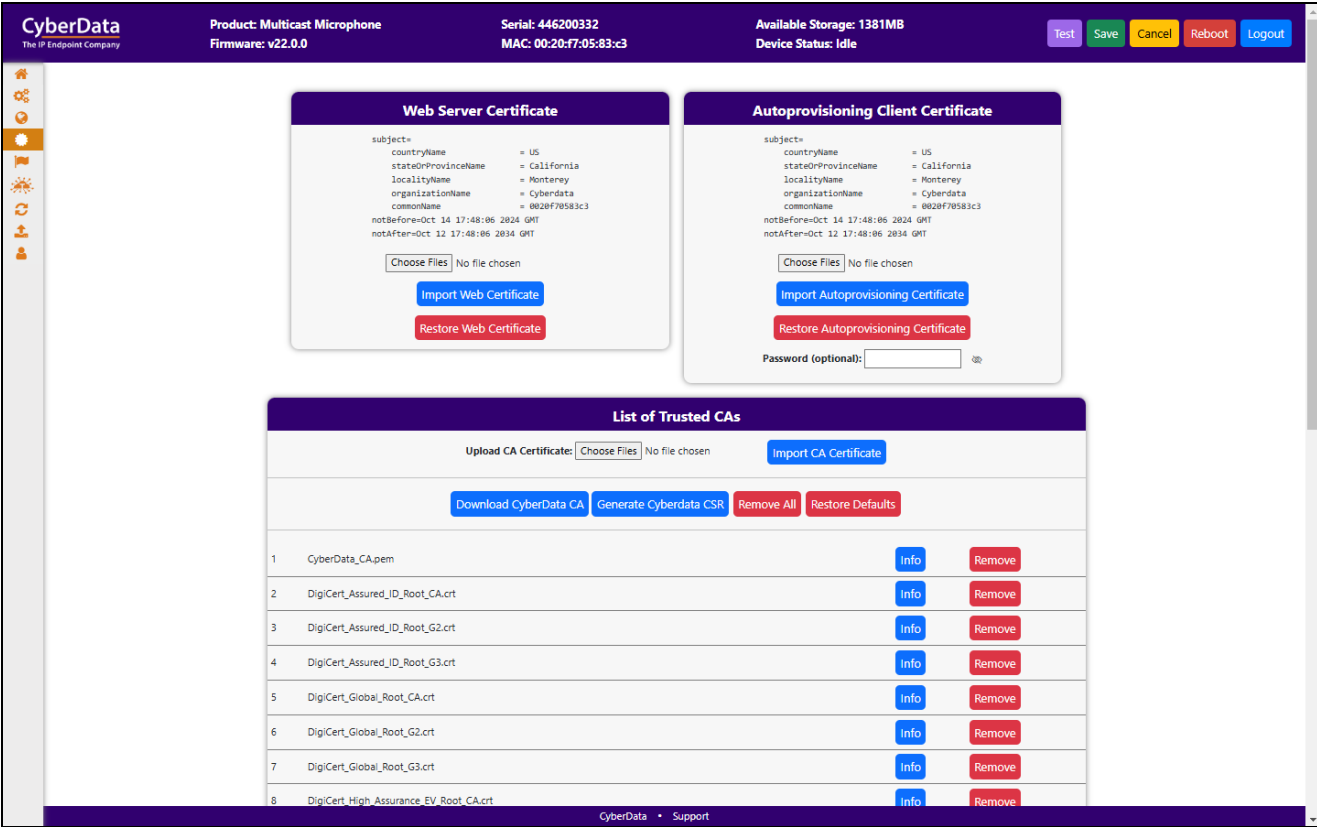 CyberData
The IP Endpoint Company
Product: Multicast Microphone
Firmware: v22.0.0
Serial: 446200332
MAC: 00:20:f7:05:83:c3
Available Storage: 1381MB
Device Status: Idle
Test
Save
Cancel
Reboot
Logout
Web Server Certificate
subject=
countryName = US
stateOrProvinceName = California
localityName = Monterey
organizationName = Cyberdata
commonName = 0020f70583c3
notBefore=Oct 14 17:48:06 2024 GMT
notAfter=Oct 12 17:48:06 2034 GMT
Choose Files No file chosen
Import Web Certificate
Restore Web Certificate
Autoprovisioning Client Certificate
subject=
countryName = US
stateOrProvinceName = California
localityName = Monterey
organizationName = Cyberdata
commonName = 0020f70583c3
notBefore=Oct 14 17:48:06 2024 GMT
notAfter=Oct 12 17:48:06 2034 GMT
Choose Files No file chosen
Import Autoprovisioning Certificate
Restore Autoprovisioning Certificate
Password (optional):
List of Trusted CAs
Upload CA Certificate: Choose Files No file chosen Import CA Certificate
Download CyberData CA Generate Cyberdata CSR Remove All Restore Defaults
1 CyberData_CA.pem Info Remove
2 DigiCert_Assured_ID_Root_CA.crt Info Remove
3 DigiCert_Assured_ID_Root_G2.crt Info Remove
4 DigiCert_Assured_ID_Root_G3.crt Info Remove
5 DigiCert_Global_Root_CA.crt Info Remove
6 DigiCert_Global_Root_G2.crt Info Remove
7 DigiCert_Global_Root_G3.crt Info Remove
8 DigiCert_High_Assurance_EV_Root_CA.crt Info Remove
CyberData • Support